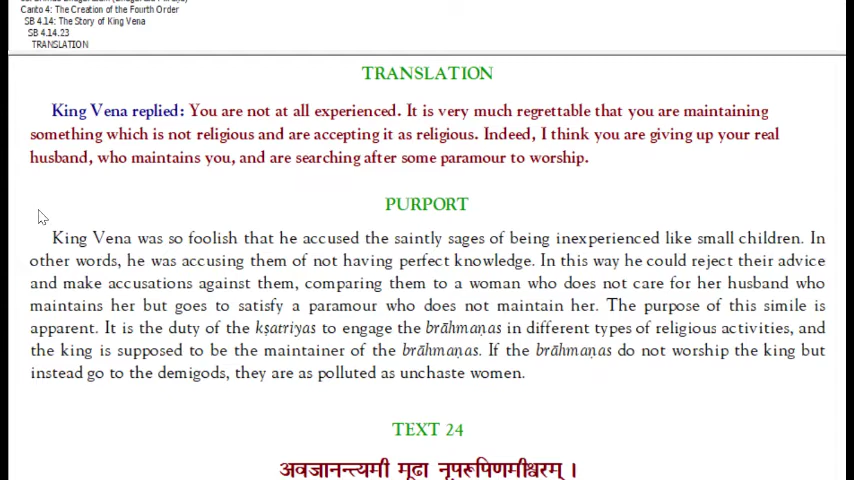 Canto 4: The Creation of the Fourth Order
SB 4.14: The Story of King Vena
SB 4.14.23
TRANSLATION
TRANSLATION
King Vena replied: You are not at all experienced. It is very much regrettable that you are maintaining
something which is not religious and are accepting it as religious. Indeed, I think you are giving up your real
husband, who maintains you, and are searching after some paramour to worship.
PURPORT
King Vena was so foolish that he accused the saintly sages of being inexperienced like small children. In
other words, he was accusing them of not having perfect knowledge. In this way he could reject their advice
and make accusations against them, comparing them to a woman who does not care for her husband who
maintains her but goes to satisfy a paramour who does not maintain her. The purpose of this simile is
apparent. It is the duty of the kṣatriyas to engage the brāhmaṇas in different types of religious activities, and
the king is supposed to be the maintainer of the brāhmaṇas. If the brāhmaṇas do not worship the king but
instead go to the demigods, they are as polluted as unchaste women.
TEXT 24
अवजानन्त्यमी मूढा नृपरूपिणमीश्वरम् ।